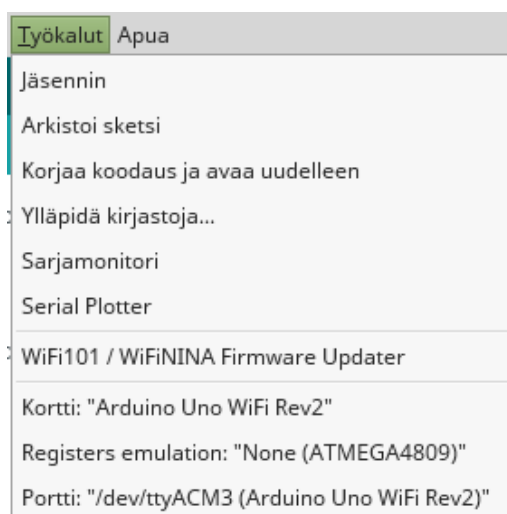 Työkalut Apua
Jäsennin
Arkistoi sketsi
Korjaa koodaus ja avaa uudelleen
Ylläpidä kirjastoja...
Sarjamonitori
Serial Plotter
WiFi101 / WiFiNINA Firmware Updater
Kortti: "Arduino Uno WiFi Rev2"
Registers emulation: "None (ATMEGA4809)"
Portti: "/dev/ttyACM3 (Arduino Uno WiFi Rev2)"